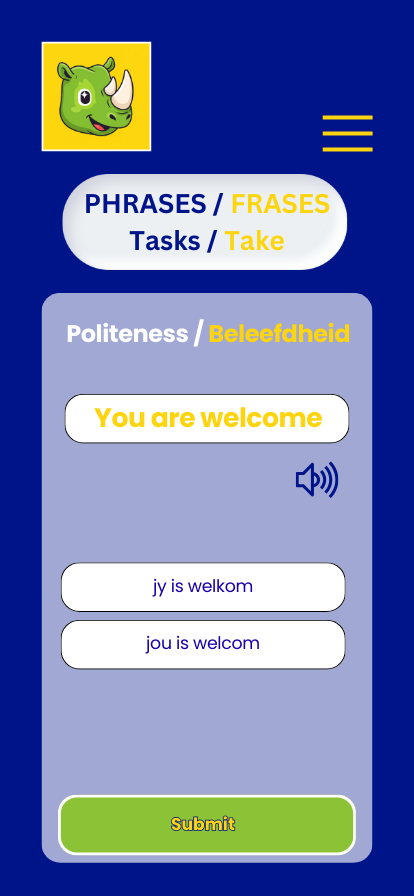 PHRASES / FRASES
Tasks / Take
Politeness / Beleefdheid
You are welcome
jy is welkom
jou is welcom
Submit